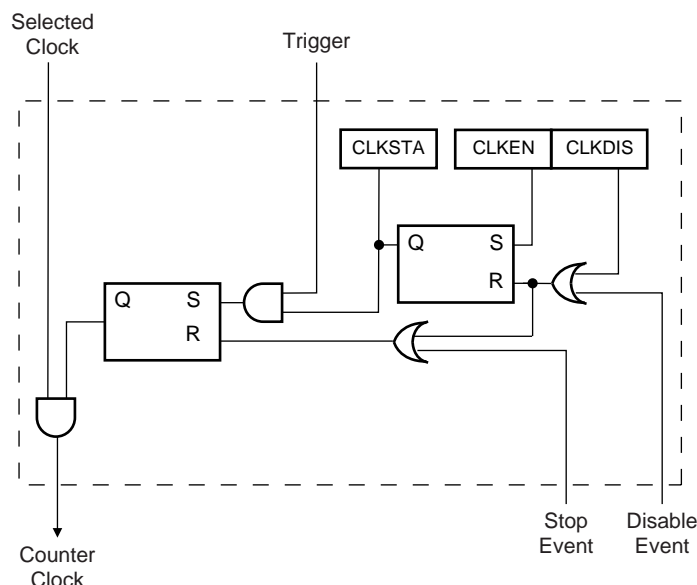 Selected
Clock
Trigger
CLKSTA
CLKEN
CLKDIS
Q
S
R
Q
S
R
Stop
Event
Disable
Event
Counter
Clock